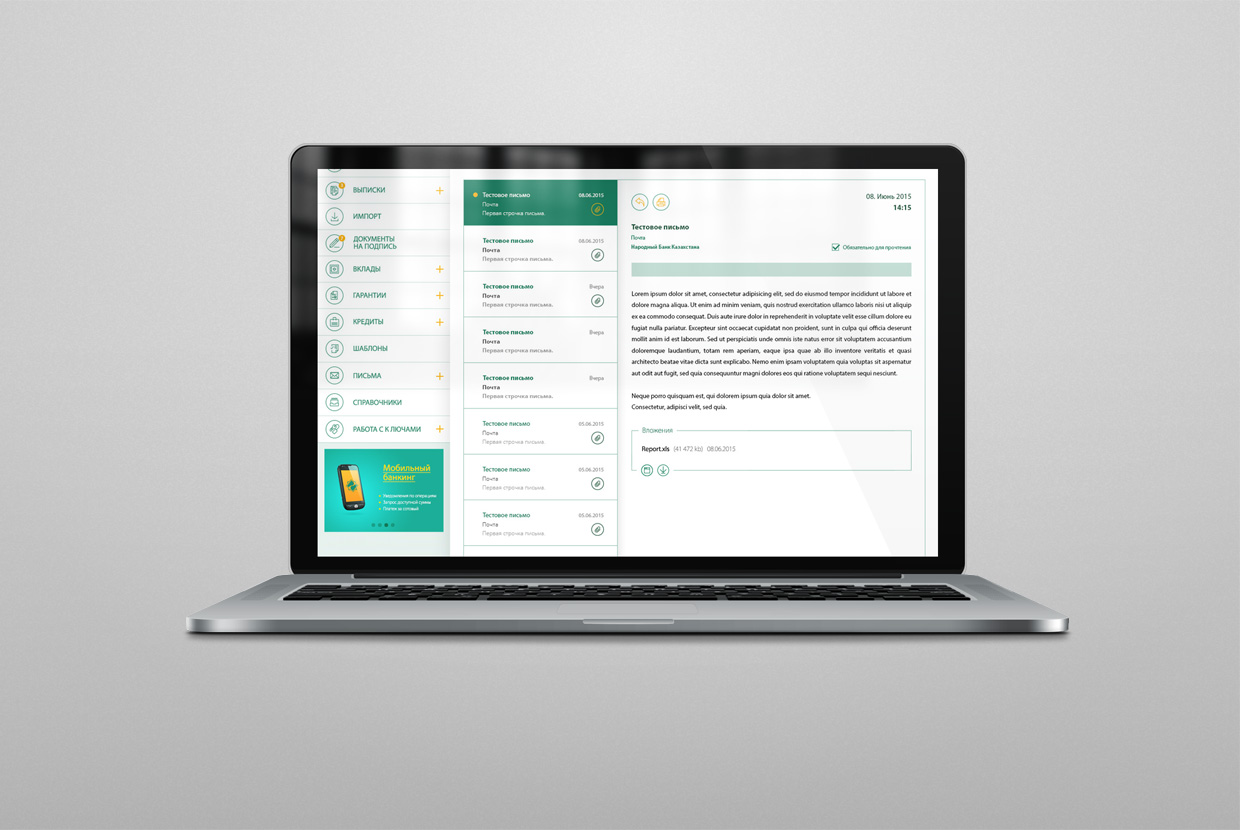 ВЫПИСКИ
ИМПОРТ
ДОКУМЕНТЫ
НА ПОДПИСЬ
ВКЛАДЫ
ГАРАНТИИ
КРЕДИТЫ
ШАБЛОНЫ
ПИСЬМА
СПРАВОЧНИКИ
РАБОТА С К ЛЮЧАМИ
Мобильный
банкинг
Уведомления по операциям
Запрос доступной суммы
Платеж за сотовый
Тестовое письмо 08.06.2015
Почта
Первая строчка письма.
Тестовое письмо 08.06.2015
Почта
Первая строчка письма.
Тестовое письмо Вчера
Почта
Первая строчка письма.
Тестовое письмо Вчера
Почта
Первая строчка письма.
Тестовое письмо Вчера
Почта
Первая строчка письма.
Тестовое письмо 05.06.2015
Почта
Первая строчка письма.
Тестовое письмо 05.06.2015
Почта
Первая строчка письма.
Тестовое письмо 05.06.2015
Почта
Первая строчка письма.
08. Июнь 2015
14:15
Тестовое письмо
Почта
Народный Банк Казахстана
Обязательно для прочтения
Lorem ipsum dolor sit amet, consectetur adipisicing elit, sed do eiusmod tempor incididunt ut labore et
dolore magna aliqua. Ut enim ad minim veniam, quis nostrud exercitation ullamco laboris nisi ut aliquip
ex ea commodo consequat. Duis aute irure dolor in reprehenderit in voluptate velit esse cillum dolore eu
fugiat nulla pariatur. Excepteur sint occaecat cupidatat non proident, sunt in culpa qui officia deserunt
mollit anim id est laborum. Sed ut perspiciatis unde omnis iste natus error sit voluptatem accusantium
doloremque laudantium, totam rem aperiam, eaque ipsa quae ab illo inventore veritatis et quasi
architecto beatae vitae dicta sunt explicabo. Nemo enim ipsam voluptatem quia voluptas sit aspernatur
aut odit aut fugit, sed quia consequuntur magni dolores eos qui ratione voluptatem sequi nesciunt.
Neque porro quisquam est, qui dolorem ipsum quia dolor sit amet.
Consectetur, adipisci velit, sed quia.
Вложения
Report.xls (41 472 kb) 08.06.2015